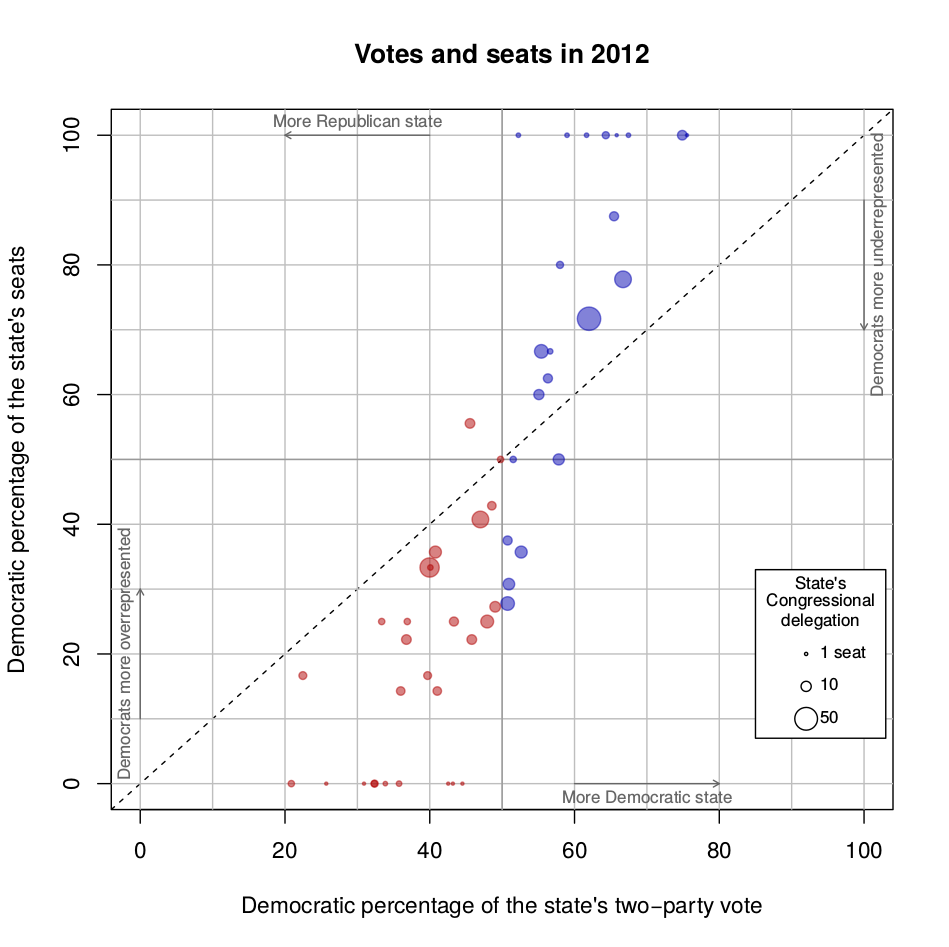 Votes and seats in 2012
More Republican state
Democratic percentage of the state's seats
100
80
60
40
20
0
Democrats more overrepresented
Democrats more underrepresented
State's
Congressional
delegation
1 seat
10
50
More Democratic state
0
20
40
60
80
100
Democratic percentage of the state's two−party vote